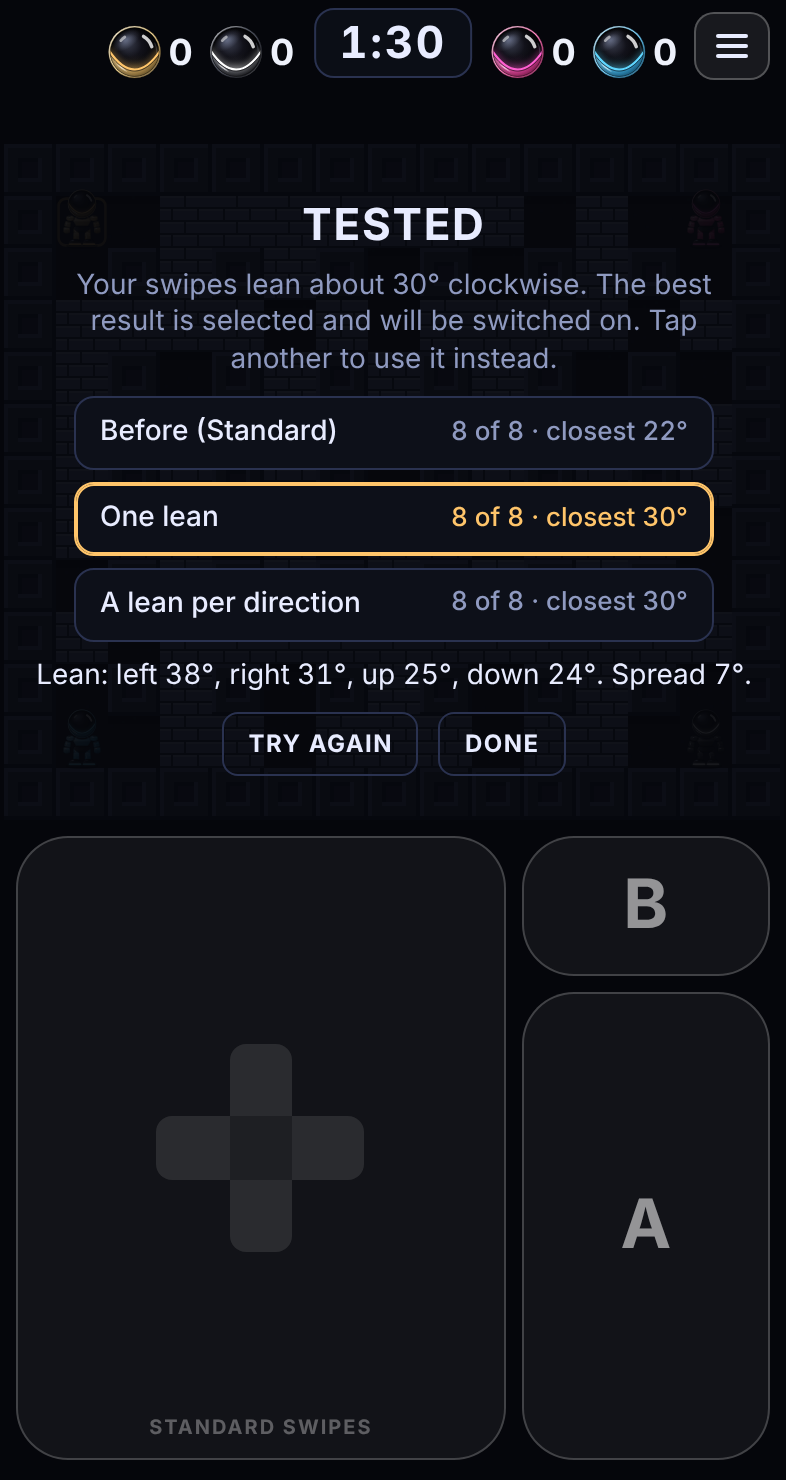 0 0 1:30 0 0
TESTED
Your swipes lean about 30° clockwise. The best
result is selected and will be switched on. Tap
another to use it instead.
Before (Standard) 8 of 8 · closest 22°
One lean 8 of 8 · closest 30°
A lean per direction 8 of 8 · closest 30°
Lean: left 38°, right 31°, up 25°, down 24°. Spread 7°.
TRY AGAIN DONE
B
A
STANDARD SWIPES